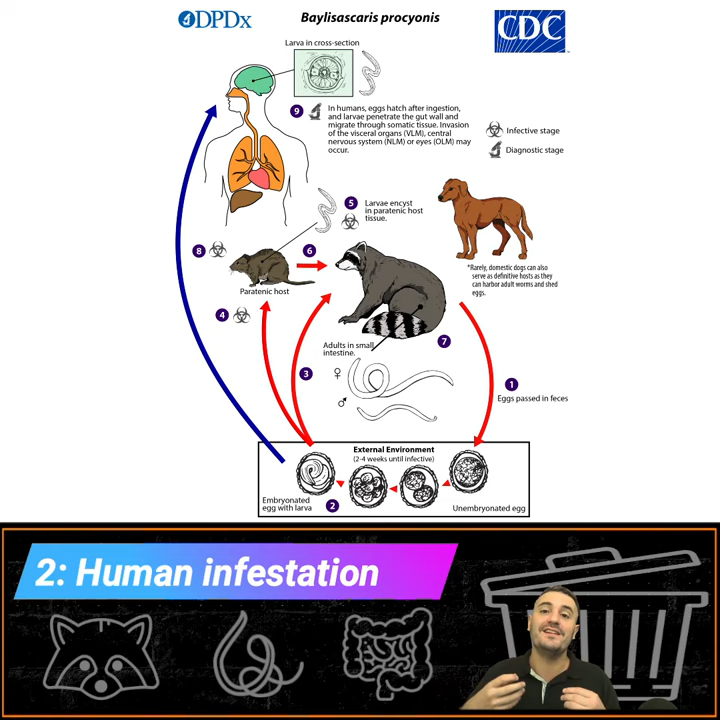 DPDx
Baylisascaris procyonis
CDC
Larva in cross-section
9
In humans, eggs hatch after ingestion,
and larvae penetrate the gut wall and
migrate through somatic tissue. Invasion
of the visceral organs (VLM), central
nervous system (NLM) or eyes (OLM) may
occur.
Infective stage
Diagnostic stage
5
Larvae encyst
in paratenic host
tissue.
8
6
Paratenic host
*Rarely, domestic dogs can also
serve as definitive hosts as they
can harbor adult worms and shed
eggs.
4
7
Adults in small
intestine.
3
♀
♂
1
Eggs passed in feces
External Environment
(2-4 weeks until infective)
Embryonated
egg with larva
2
Unembryonated egg
2: Human infestation